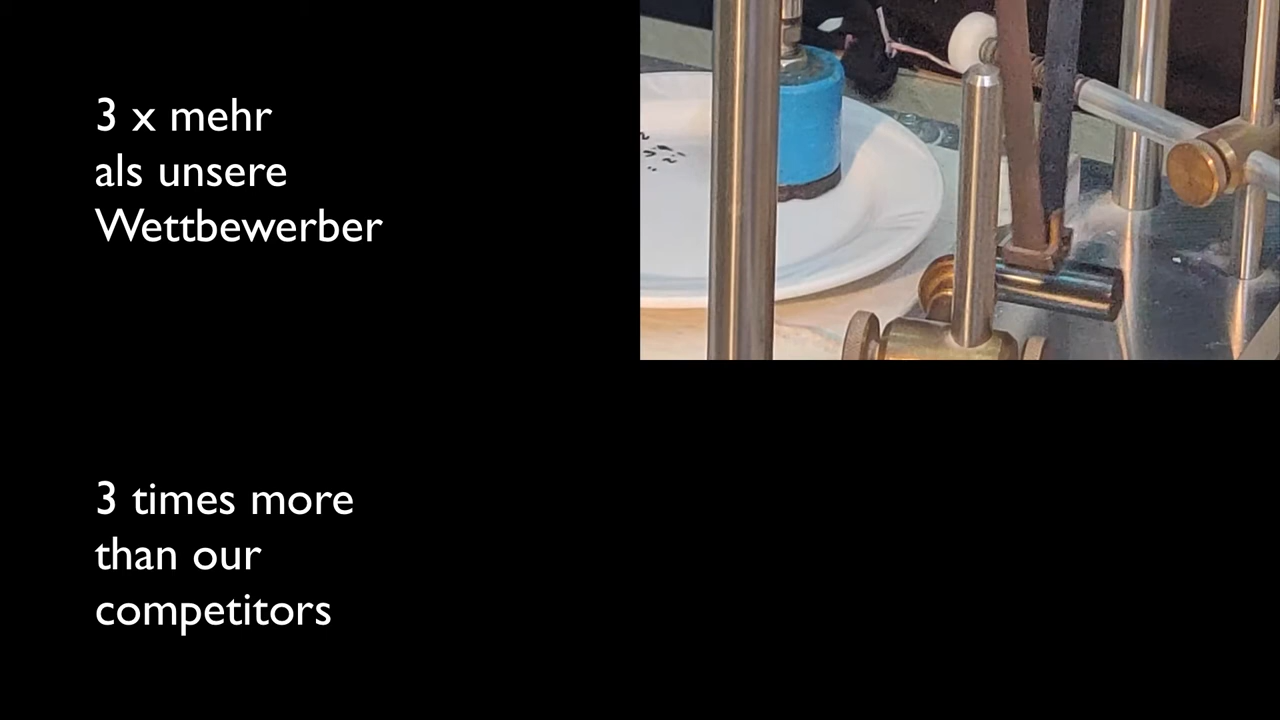 3 x mehr
als unsere
Wettbewerber
3 times more
than our
competitors